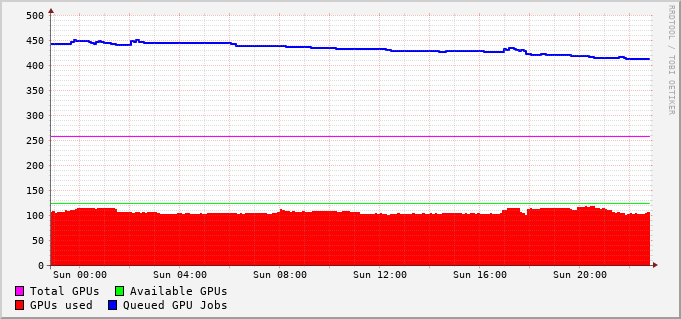 500
450
400
350
300
250
200
150
100
50
0
Sun 00:00 Sun 04:00 Sun 08:00 Sun 12:00 Sun 16:00 Sun 20:00
Total GPUs Available GPUs
GPUs used Queued GPU Jobs
RRDTOOL / TOBI OETIKER